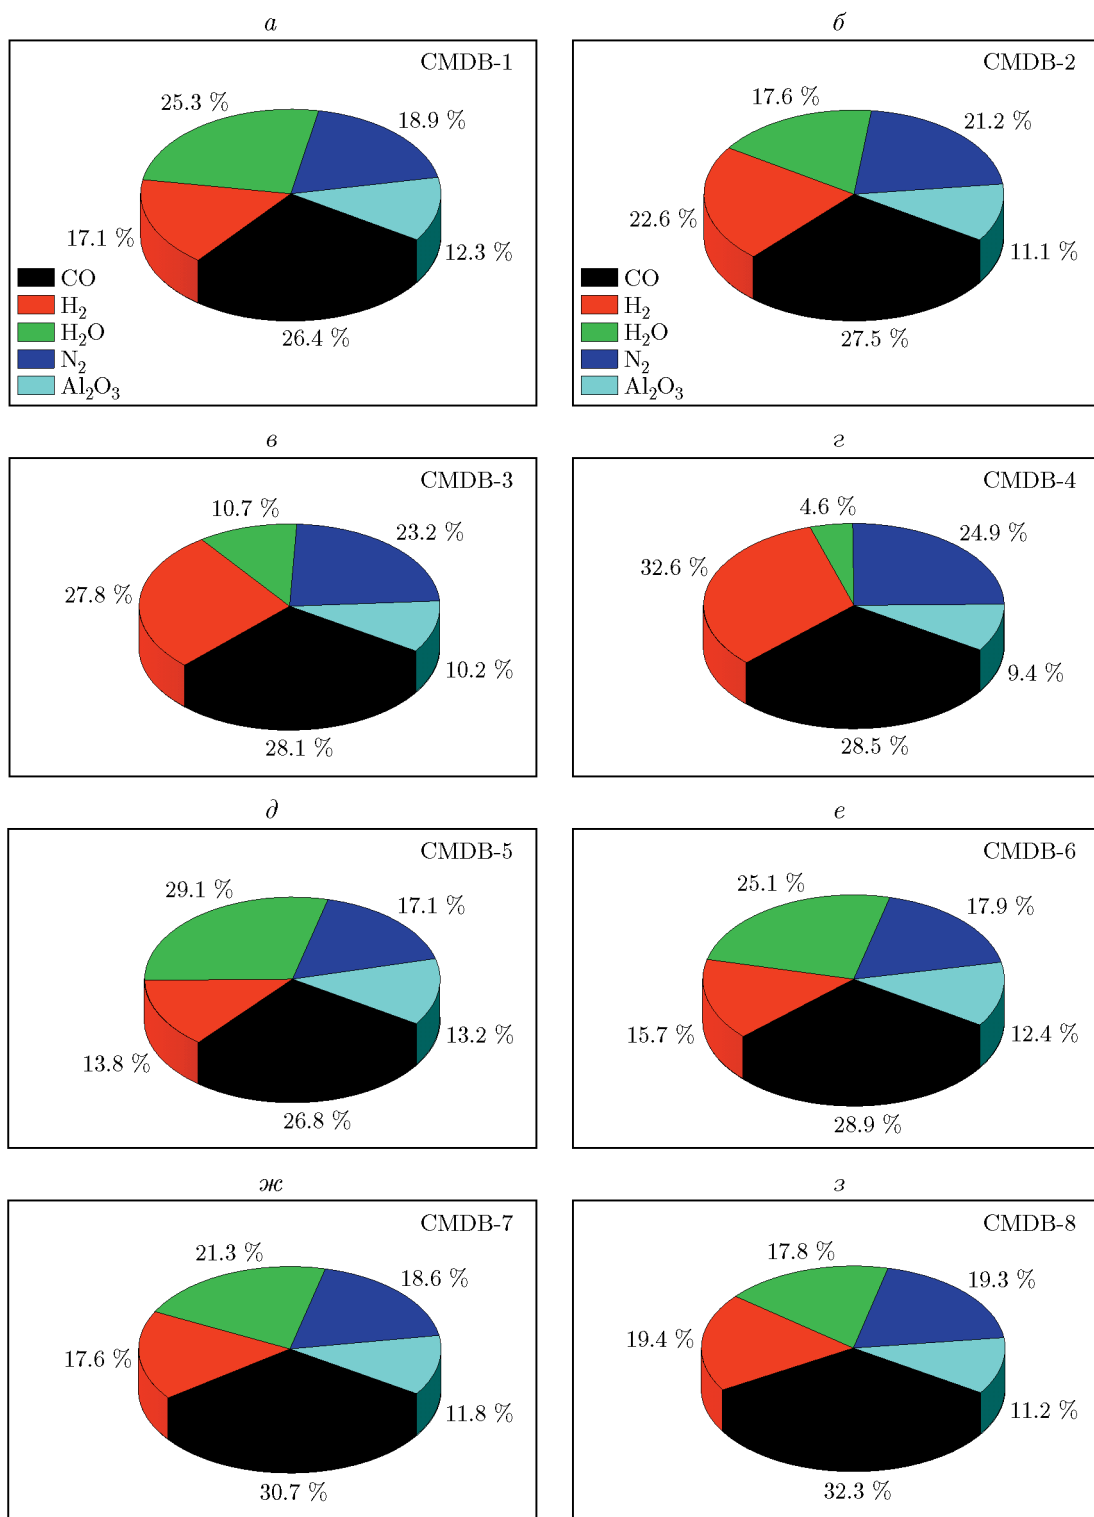 а
CMDB-1
25.3 %
18.9 %
17.1 %
12.3 %
26.4 %
CO
H₂
H₂O
N₂
Al₂O₃
б
CMDB-2
17.6 %
21.2 %
22.6 %
11.1 %
27.5 %
CO
H₂
H₂O
N₂
Al₂O₃
в
CMDB-3
10.7 %
23.2 %
27.8 %
10.2 %
28.1 %
г
CMDB-4
4.6 %
24.9 %
32.6 %
9.4 %
28.5 %
д
CMDB-5
29.1 %
17.1 %
13.8 %
13.2 %
26.8 %
е
CMDB-6
25.1 %
17.9 %
15.7 %
12.4 %
28.9 %
ж
CMDB-7
21.3 %
18.6 %
17.6 %
11.8 %
30.7 %
з
CMDB-8
17.8 %
19.3 %
19.4 %
11.2 %
32.3 %